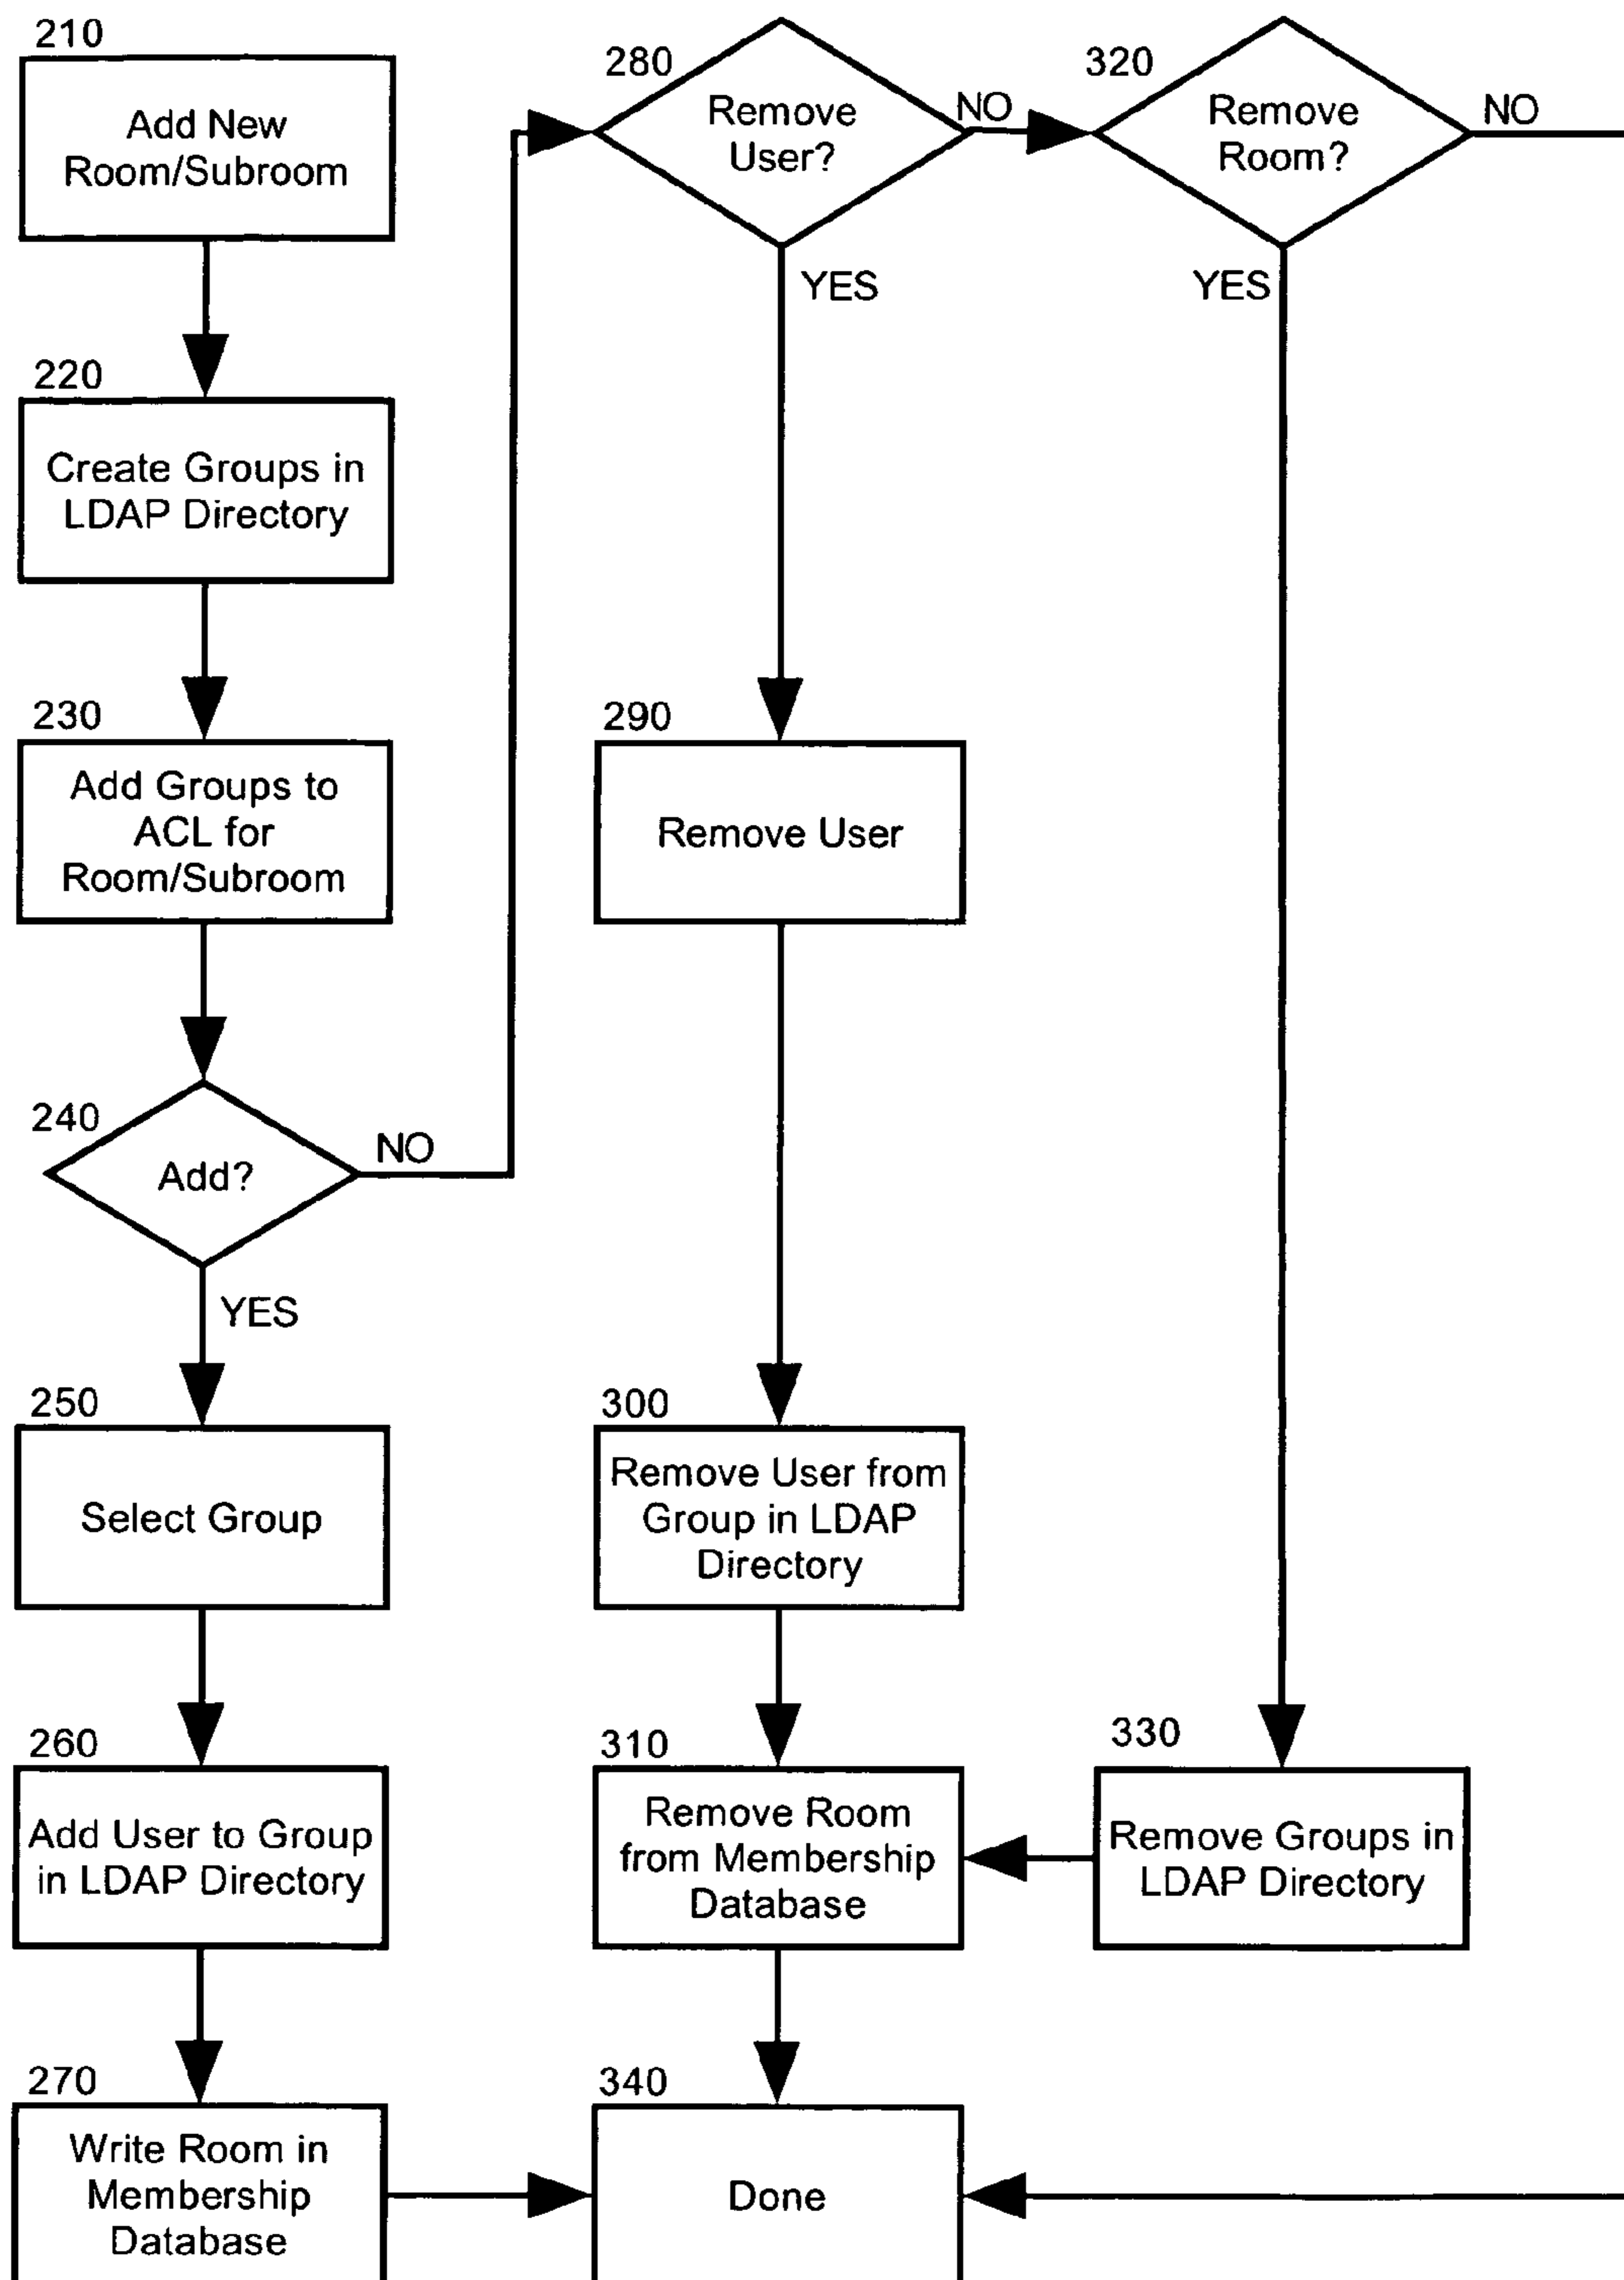 210
Add New
Room/Subroom
220
Create Groups in
LDAP Directory
230
Add Groups to
ACL for
Room/Subroom
240
Add?
NO
YES
250
Select Group
260
Add User to Group
in LDAP Directory
270
Write Room in
Membership
Database
280
Remove
User?
NO
YES
290
Remove User
300
Remove User from
Group in LDAP
Directory
310
Remove Room
from Membership
Database
340
Done
320
Remove
Room?
NO
YES
330
Remove Groups in
LDAP Directory